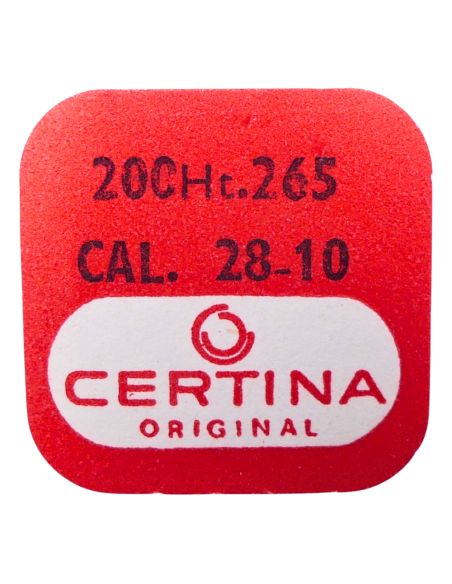 200Ht.265
CAL. 28-10
CERTINA
ORIGINAL